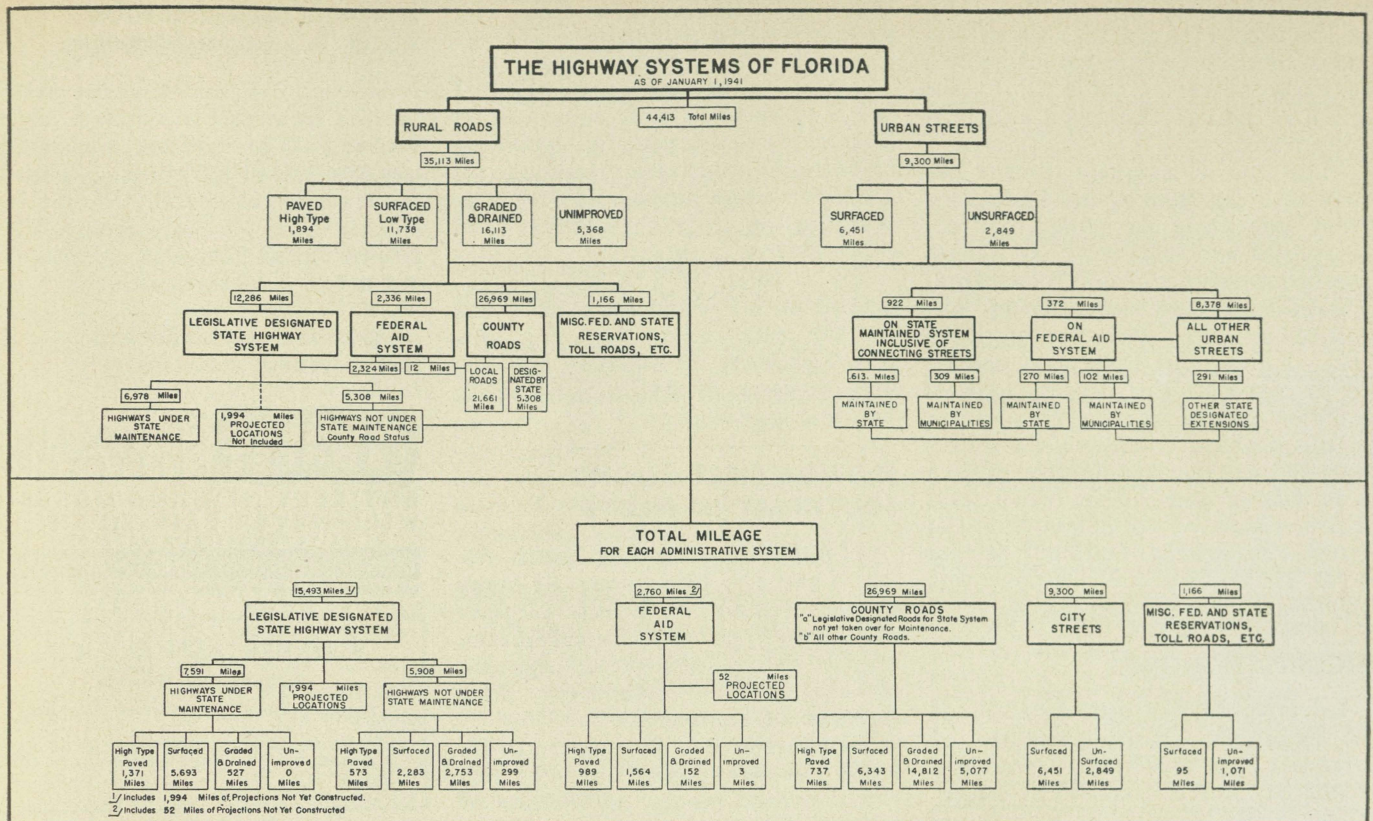 THE HIGHWAY SYSTEMS OF FLORIDA
AS OF JANUARY 1, 1941
44,413 Total Miles
RURAL ROADS
35,113 Miles
URBAN STREETS
9,300 Miles
PAVED
High Type
1,894
Miles
SURFACED
Low Type
11,738
Miles
GRADED
& DRAINED
16,113
Miles
UNIMPROVED
5,368
Miles
SURFACED
6,451
Miles
UNSURFACED
2,849
Miles
12,286 Miles
LEGISLATIVE DESIGNATED
STATE HIGHWAY
SYSTEM
2,336 Miles
FEDERAL
AID
SYSTEM
26,969 Miles
COUNTY
ROADS
1,166 Miles
MISC. FED. AND STATE
RESERVATIONS,
TOLL ROADS, ETC.
2,324 Miles
12 Miles
LOCAL
ROADS
21,661
Miles
DESIG-
NATED BY
STATE
5,308
Miles
6,978 Miles
HIGHWAYS UNDER
STATE
MAINTENANCE
1,994 Miles
PROJECTED
LOCATIONS
Not Included
5,308 Miles
HIGHWAYS NOT UNDER
STATE MAINTENANCE
County Road Status
922 Miles
ON STATE
MAINTAINED SYSTEM
INCLUSIVE OF
CONNECTING STREETS
372 Miles
ON
FEDERAL AID
SYSTEM
8,378 Miles
ALL OTHER
URBAN
STREETS
613. Miles
MAINTAINED
BY
STATE
309 Miles
MAINTAINED
BY
MUNICIPALITIES
270 Miles
MAINTAINED
BY
STATE
102 Miles
MAINTAINED
BY
MUNICIPALITIES
291 Miles
OTHER STATE
DESIGNATED
EXTENSIONS
TOTAL MILEAGE
FOR EACH ADMINISTRATIVE SYSTEM
15,493 Miles 1/
LEGISLATIVE DESIGNATED
STATE HIGHWAY SYSTEM
7,591 Miles
HIGHWAYS UNDER
STATE
MAINTENANCE
1,994 Miles
PROJECTED
LOCATIONS
5,908 Miles
HIGHWAYS NOT UNDER
STATE MAINTENANCE
High Type
Paved
1,371
Miles
Surfaced
5,693
Miles
Graded
& Drained
527
Miles
Un-
improved
0
Miles
High Type
Paved
573
Miles
Surfaced
2,283
Miles
Graded
& Drained
2,753
Miles
Un-
improved
299
Miles
2,760 Miles 2/
FEDERAL
AID
SYSTEM
52 Miles
PROJECTED
LOCATIONS
High Type
Paved
989
Miles
Surfaced
1,564
Miles
Graded &
Drained
152
Miles
Un-
improved
3
Miles
26,969 Miles
COUNTY ROADS
"a" Legislative Designated Roads for State System
not yet taken over for Maintenance.
"b" All other County Roads.
High Type
Paved
737
Miles
Surfaced
6,343
Miles
Graded
& Drained
14,812
Miles
Un-
improved
5,077
Miles
9,300 Miles
CITY
STREETS
Surfaced
6,451
Miles
Un-
Surfaced
2,849
Miles
1,166 Miles
MISC. FED. AND STATE
RESERVATIONS,
TOLL ROADS, ETC.
Surfaced
95
Miles
Un-
improved
1,071
Miles
1/ Includes 1,994 Miles of Projections Not Yet Constructed.
2/ Includes 52 Miles of Projections Not Yet Constructed